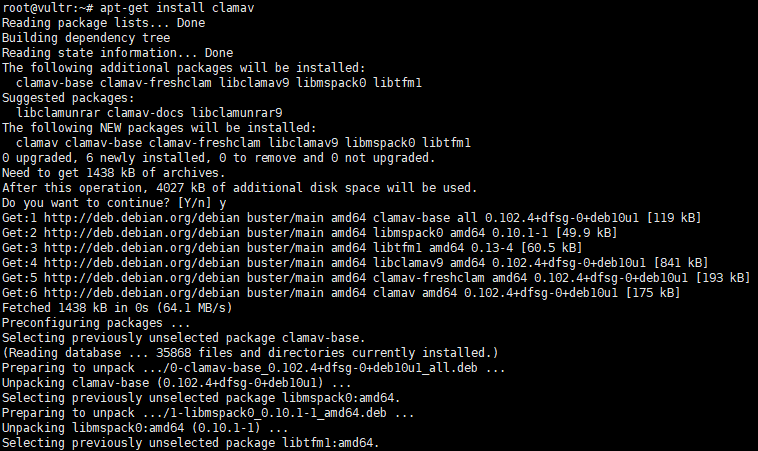 root@vultr:~# apt-get install clamav
Reading package lists... Done
Building dependency tree
Reading state information... Done
The following additional packages will be installed:
  clamav-base clamav-freshclam libclamav9 libmspack0 libtfm1
Suggested packages:
  libclamunrar clamav-docs libclamunrar9
The following NEW packages will be installed:
  clamav clamav-base clamav-freshclam libclamav9 libmspack0 libtfm1
0 upgraded, 6 newly installed, 0 to remove and 0 not upgraded.
Need to get 1438 kB of archives.
After this operation, 4027 kB of additional disk space will be used.
Do you want to continue? [Y/n] y
Get:1 http://deb.debian.org/debian buster/main amd64 clamav-base all 0.102.4+dfsg-0+deb10u1 [119 kB]
Get:2 http://deb.debian.org/debian buster/main amd64 libmspack0 amd64 0.10.1-1 [49.9 kB]
Get:3 http://deb.debian.org/debian buster/main amd64 libtfm1 amd64 0.13-4 [60.5 kB]
Get:4 http://deb.debian.org/debian buster/main amd64 libclamav9 amd64 0.102.4+dfsg-0+deb10u1 [841 kB]
Get:5 http://deb.debian.org/debian buster/main amd64 clamav-freshclam amd64 0.102.4+dfsg-0+deb10u1 [193 kB]
Get:6 http://deb.debian.org/debian buster/main amd64 clamav amd64 0.102.4+dfsg-0+deb10u1 [175 kB]
Fetched 1438 kB in 0s (64.1 MB/s)
Preconfiguring packages ...
Selecting previously unselected package clamav-base.
(Reading database ... 35868 files and directories currently installed.)
Preparing to unpack .../0-clamav-base_0.102.4+dfsg-0+deb10u1_all.deb ...
Unpacking clamav-base (0.102.4+dfsg-0+deb10u1) ...
Selecting previously unselected package libmspack0:amd64.
Preparing to unpack .../1-libmspack0_0.10.1-1_amd64.deb ...
Unpacking libmspack0:amd64 (0.10.1-1) ...
Selecting previously unselected package libtfm1:amd64.